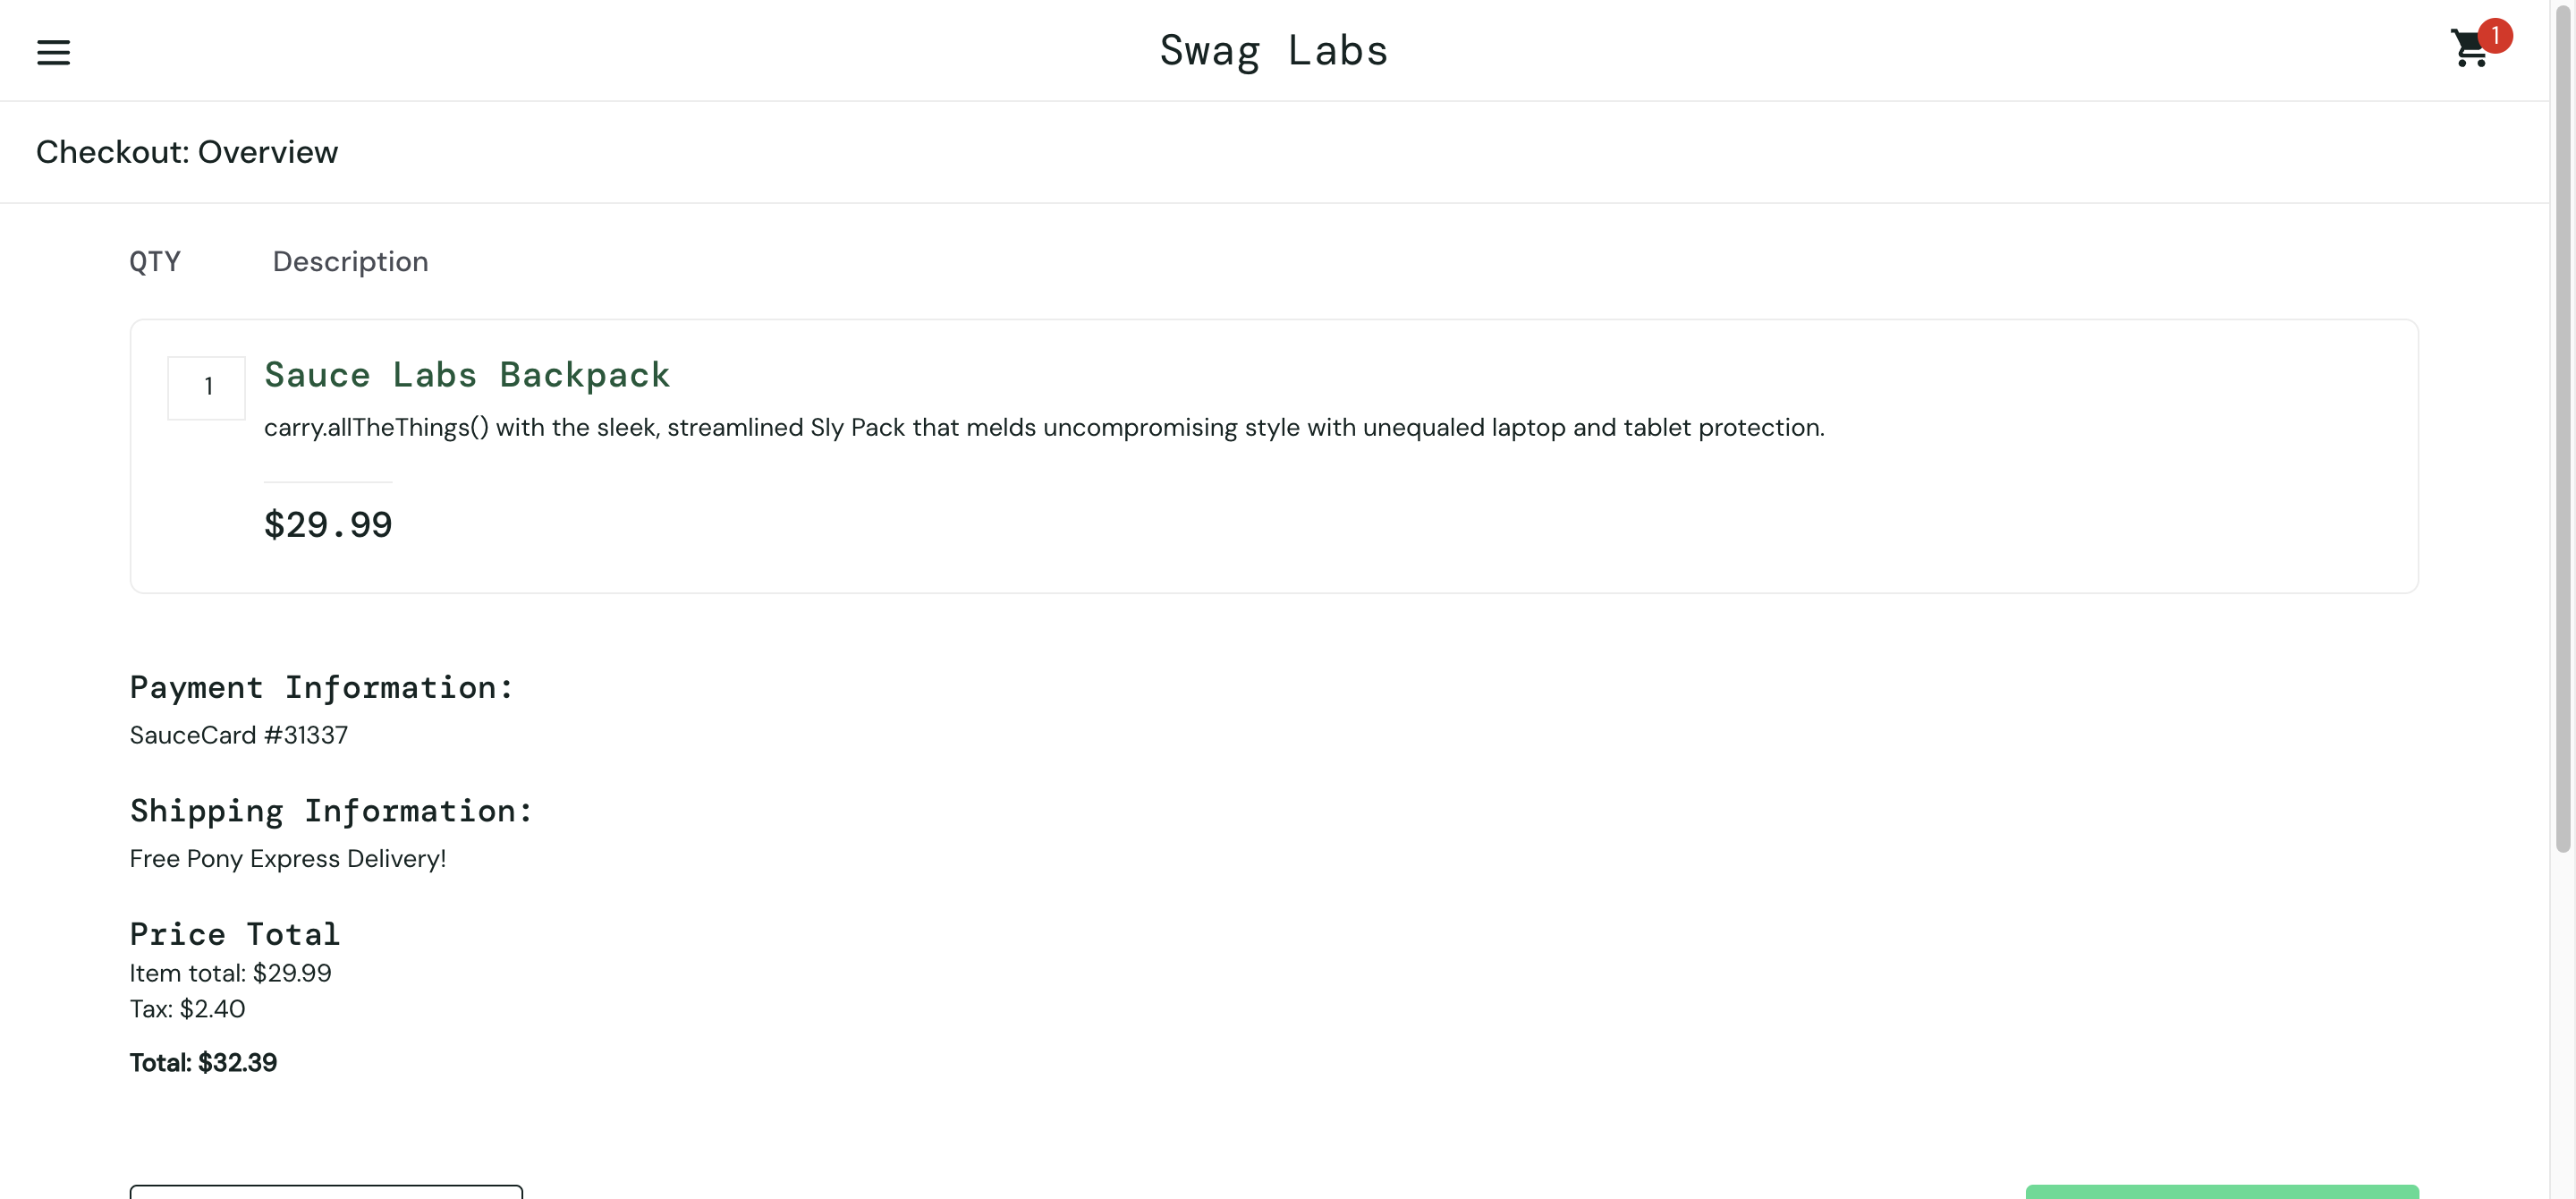 Swag Labs
1
Checkout: Overview
QTY Description
1
Sauce Labs Backpack
carry.allTheThings() with the sleek, streamlined Sly Pack that melds uncompromising style with unequaled laptop and tablet protection.
$29.99
Payment Information:
SauceCard #31337
Shipping Information:
Free Pony Express Delivery!
Price Total
Item total: $29.99
Tax: $2.40
Total: $32.39